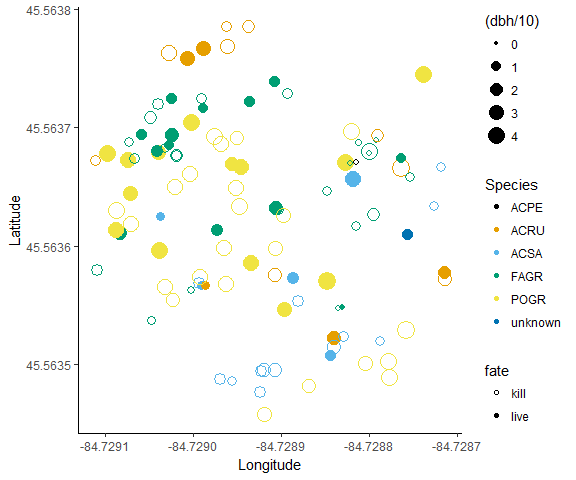 45.5638
45.5637
45.5636
45.5635
Latitude
-84.7291
-84.7290
-84.7289
-84.7288
-84.7287
Longitude
(dbh/10)
0
1
2
3
4
Species
ACPE
ACRU
ACSA
FAGR
POGR
unknown
fate
kill
live